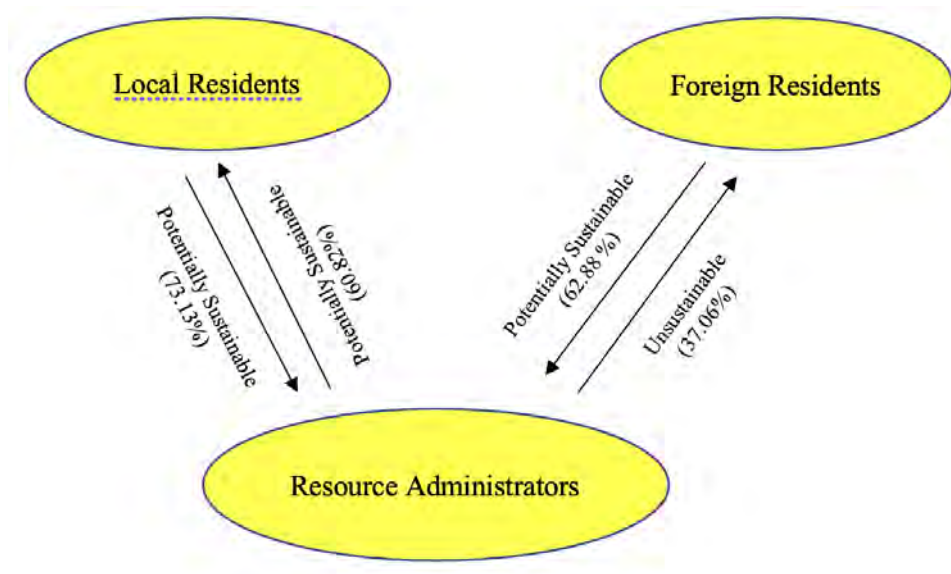 Local Residents
Foreign Residents
Potentially Sustainable
(73.13%)
Potentially Sustainable
(60.82%)
Potentially Sustainable
(62.88 %)
Unsustainable
(37.06%)
Resource Administrators